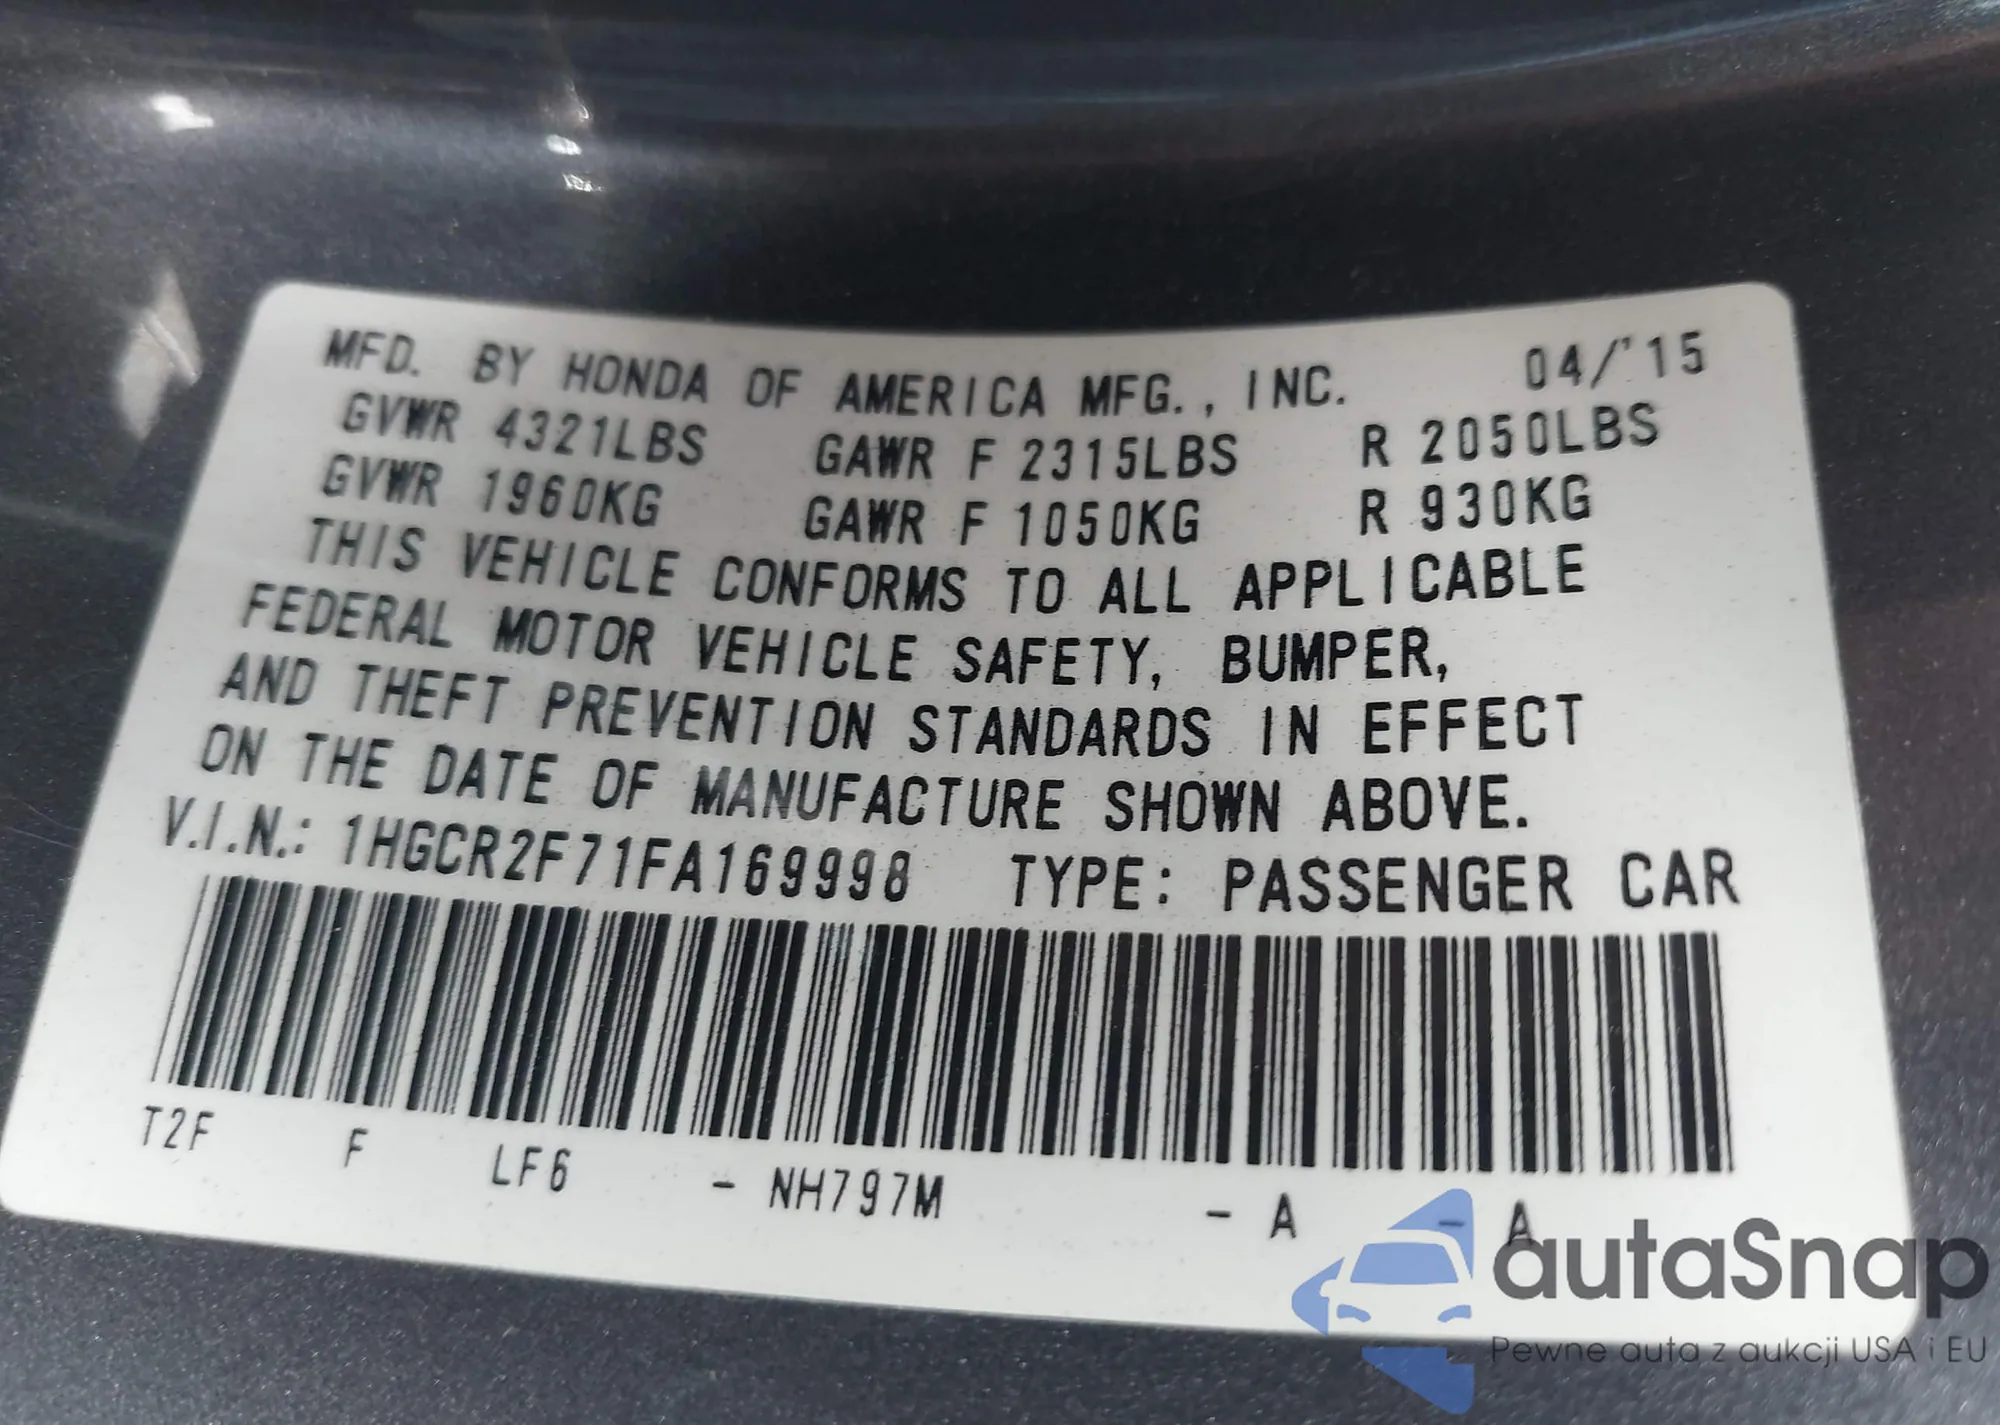 MFD. BY HONDA OF AMERICA MFG., INC. 04/'15
GVWR 4321LBS GAWR F 2315LBS R 2050LBS
GVWR 1960KG GAWR F 1050KG R 930KG
THIS VEHICLE CONFORMS TO ALL APPLICABLE
FEDERAL MOTOR VEHICLE SAFETY, BUMPER,
AND THEFT PREVENTION STANDARDS IN EFFECT
ON THE DATE OF MANUFACTURE SHOWN ABOVE.
V.I.N.: 1HGCR2F71FA169998 TYPE: PASSENGER CAR
T2F F LF6 - NH797M - A - A
autaSnap
Pewne auta z aukcji USA i EU